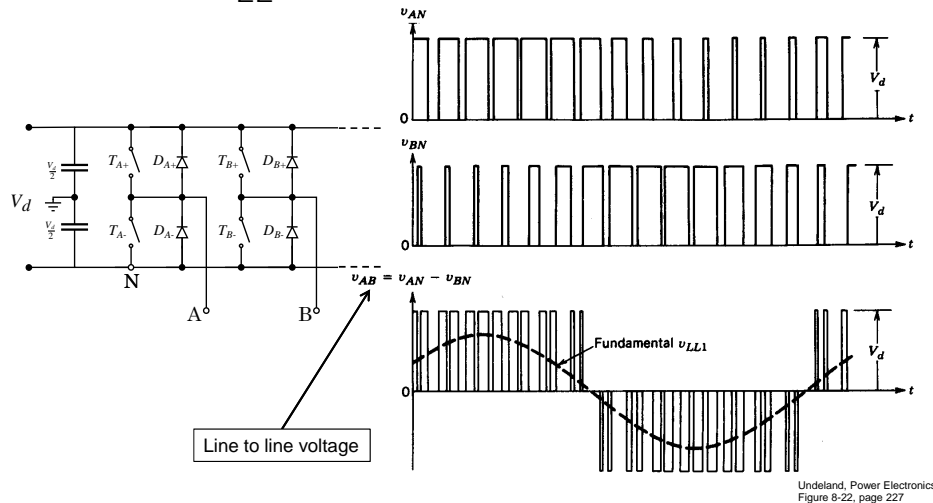 v_AN
V_d
0
t
v_BN
V_d
0
t
V_d/2
V_d/2
V_d
T_A+
D_A+
T_B+
D_B+
T_A-
D_A-
T_B-
D_B-
N
A
B
v_AB = v_AN − v_BN
Fundamental v_LL1
V_d
0
t
Line to line voltage
Undeland, Power Electronics
Figure 8-22, page 227